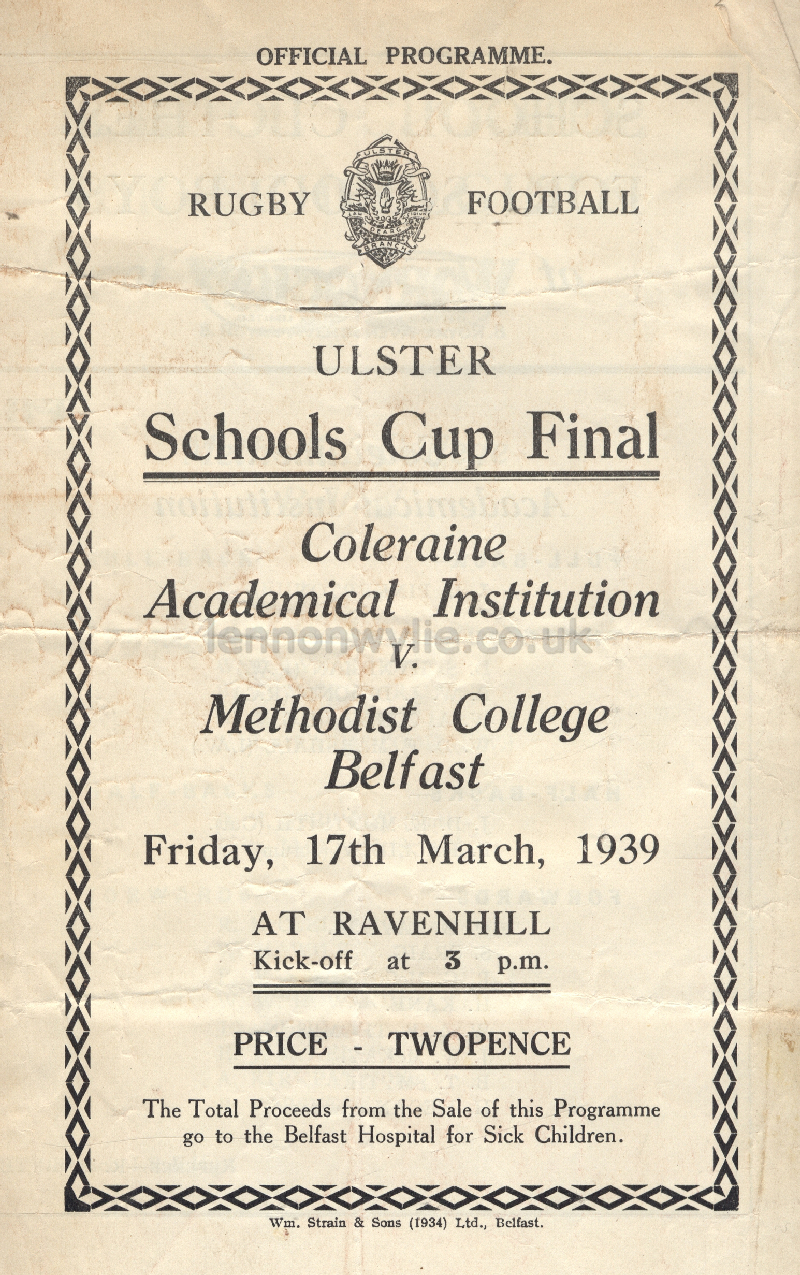 OFFICIAL PROGRAMME.
RUGBY FOOTBALL
ULSTER
BRANCH
ULSTER
Schools Cup Final
Coleraine
Academical Institution
lennonwylie.co.uk
V.
Methodist College
Belfast
Friday, 17th March, 1939
AT RAVENHILL
Kick-off at 3 p.m.
PRICE - TWOPENCE
The Total Proceeds from the Sale of this Programme
go to the Belfast Hospital for Sick Children.
Wm. Strain & Sons (1934) Ltd., Belfast.